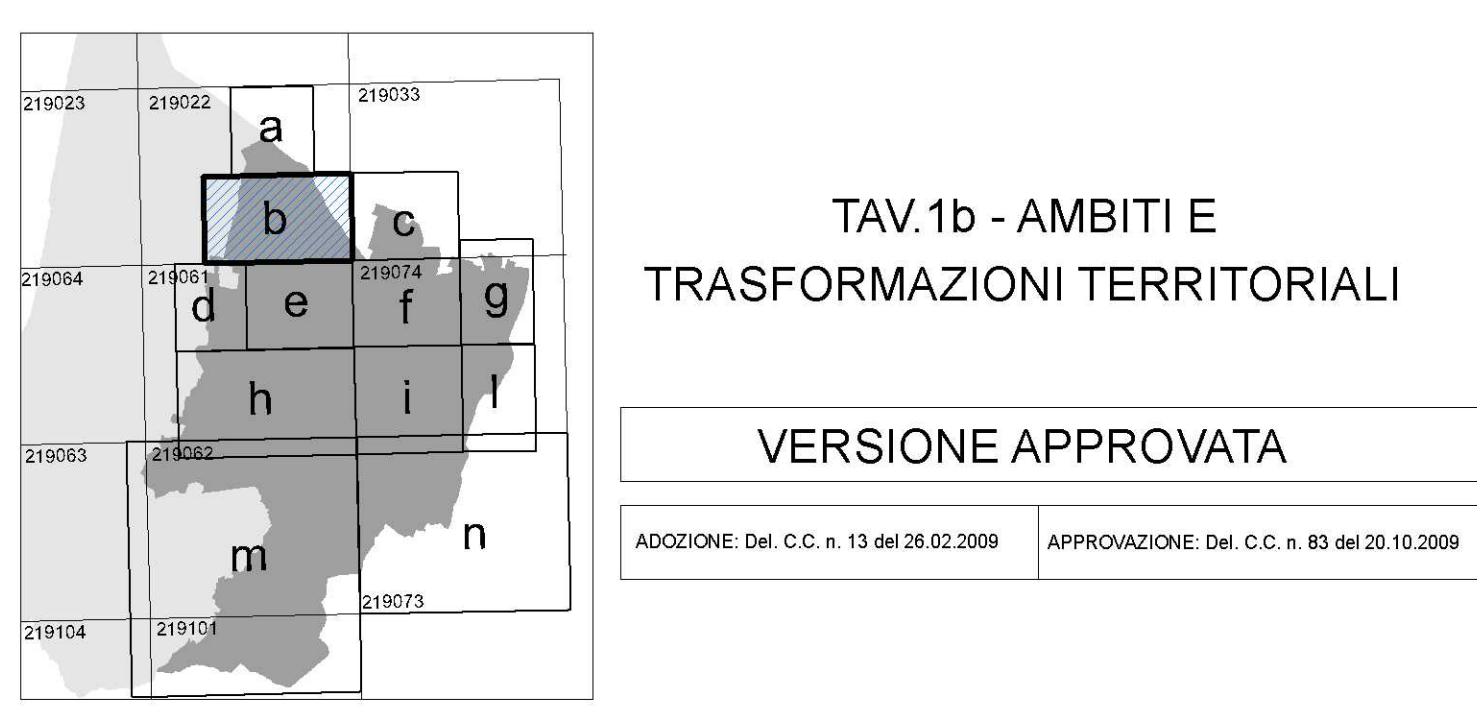 219023
219022
219033
a
b
c
219064
219061
219074
d
e
f
g
h
i
l
219063
219062
m
n
219073
219104
219101
TAV.1b - AMBITI E
TRASFORMAZIONI TERRITORIALI
VERSIONE APPROVATA
ADOZIONE: Del. C.C. n. 13 del 26.02.2009
APPROVAZIONE: Del. C.C. n. 83 del 20.10.2009